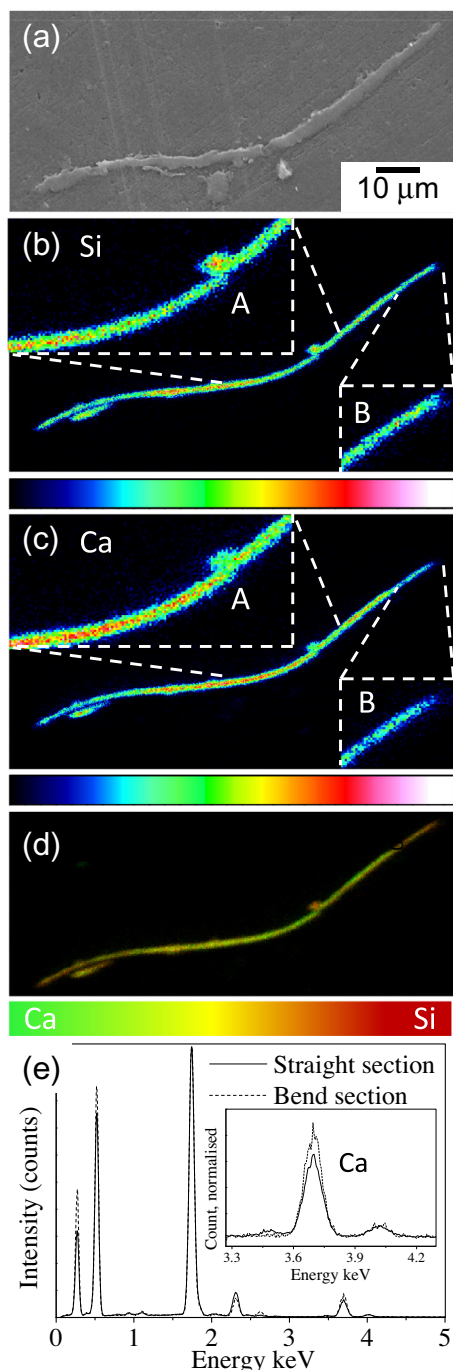 (a)
10 μm
(b) Si
A
B
(c) Ca
A
B
(d)
Ca Si
(e)
Straight section
Bend section
Intensity (counts)
Count, normalised
Ca
3.3 3.6 3.9 4.2
Energy keV
0 1 2 3 4 5
Energy keV